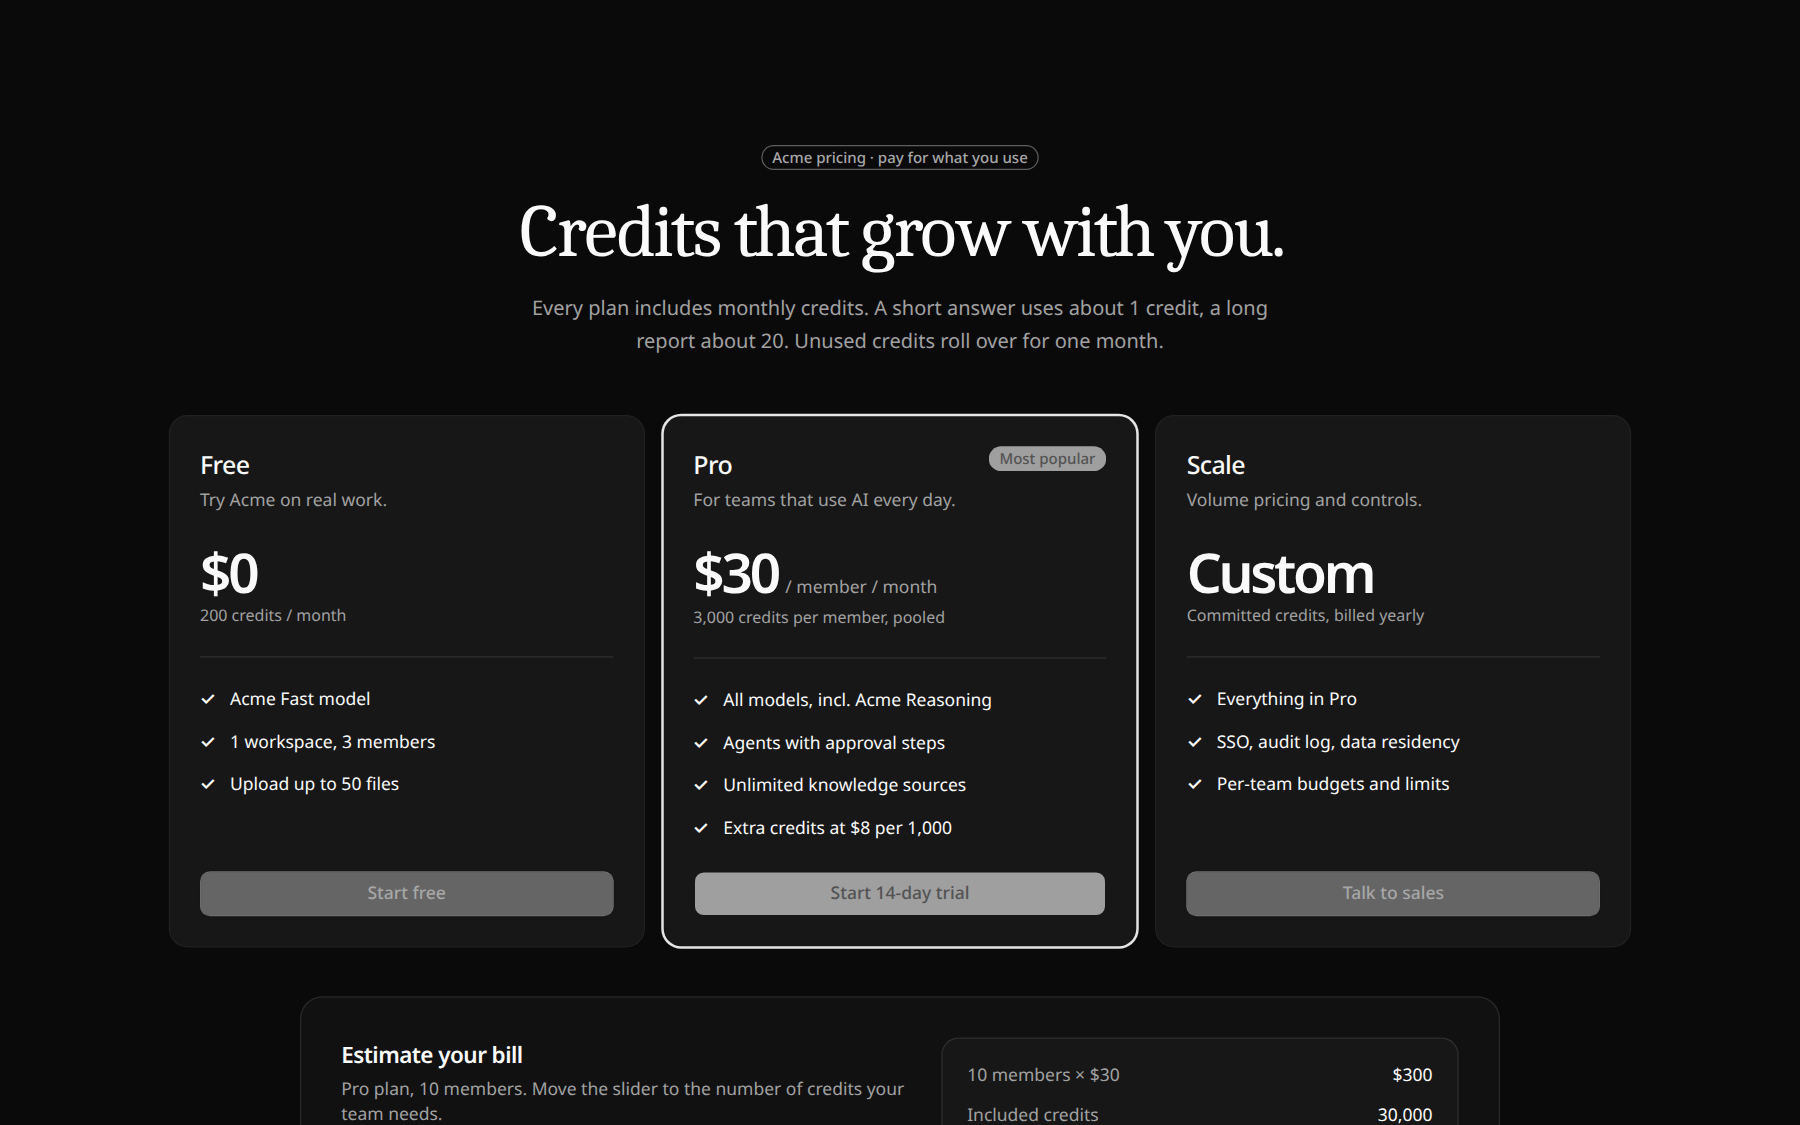 Acme pricing · pay for what you use
Credits that grow with you.
Every plan includes monthly credits. A short answer uses about 1 credit, a long
report about 20. Unused credits roll over for one month.
Free
Try Acme on real work.
$0
200 credits / month
Acme Fast model
1 workspace, 3 members
Upload up to 50 files
Start free
Pro
Most popular
For teams that use AI every day.
$30 / member / month
3,000 credits per member, pooled
All models, incl. Acme Reasoning
Agents with approval steps
Unlimited knowledge sources
Extra credits at $8 per 1,000
Start 14-day trial
Scale
Volume pricing and controls.
Custom
Committed credits, billed yearly
Everything in Pro
SSO, audit log, data residency
Per-team budgets and limits
Talk to sales
Estimate your bill
Pro plan, 10 members. Move the slider to the number of credits your
team needs.
10 members × $30 $300
Included credits 30,000